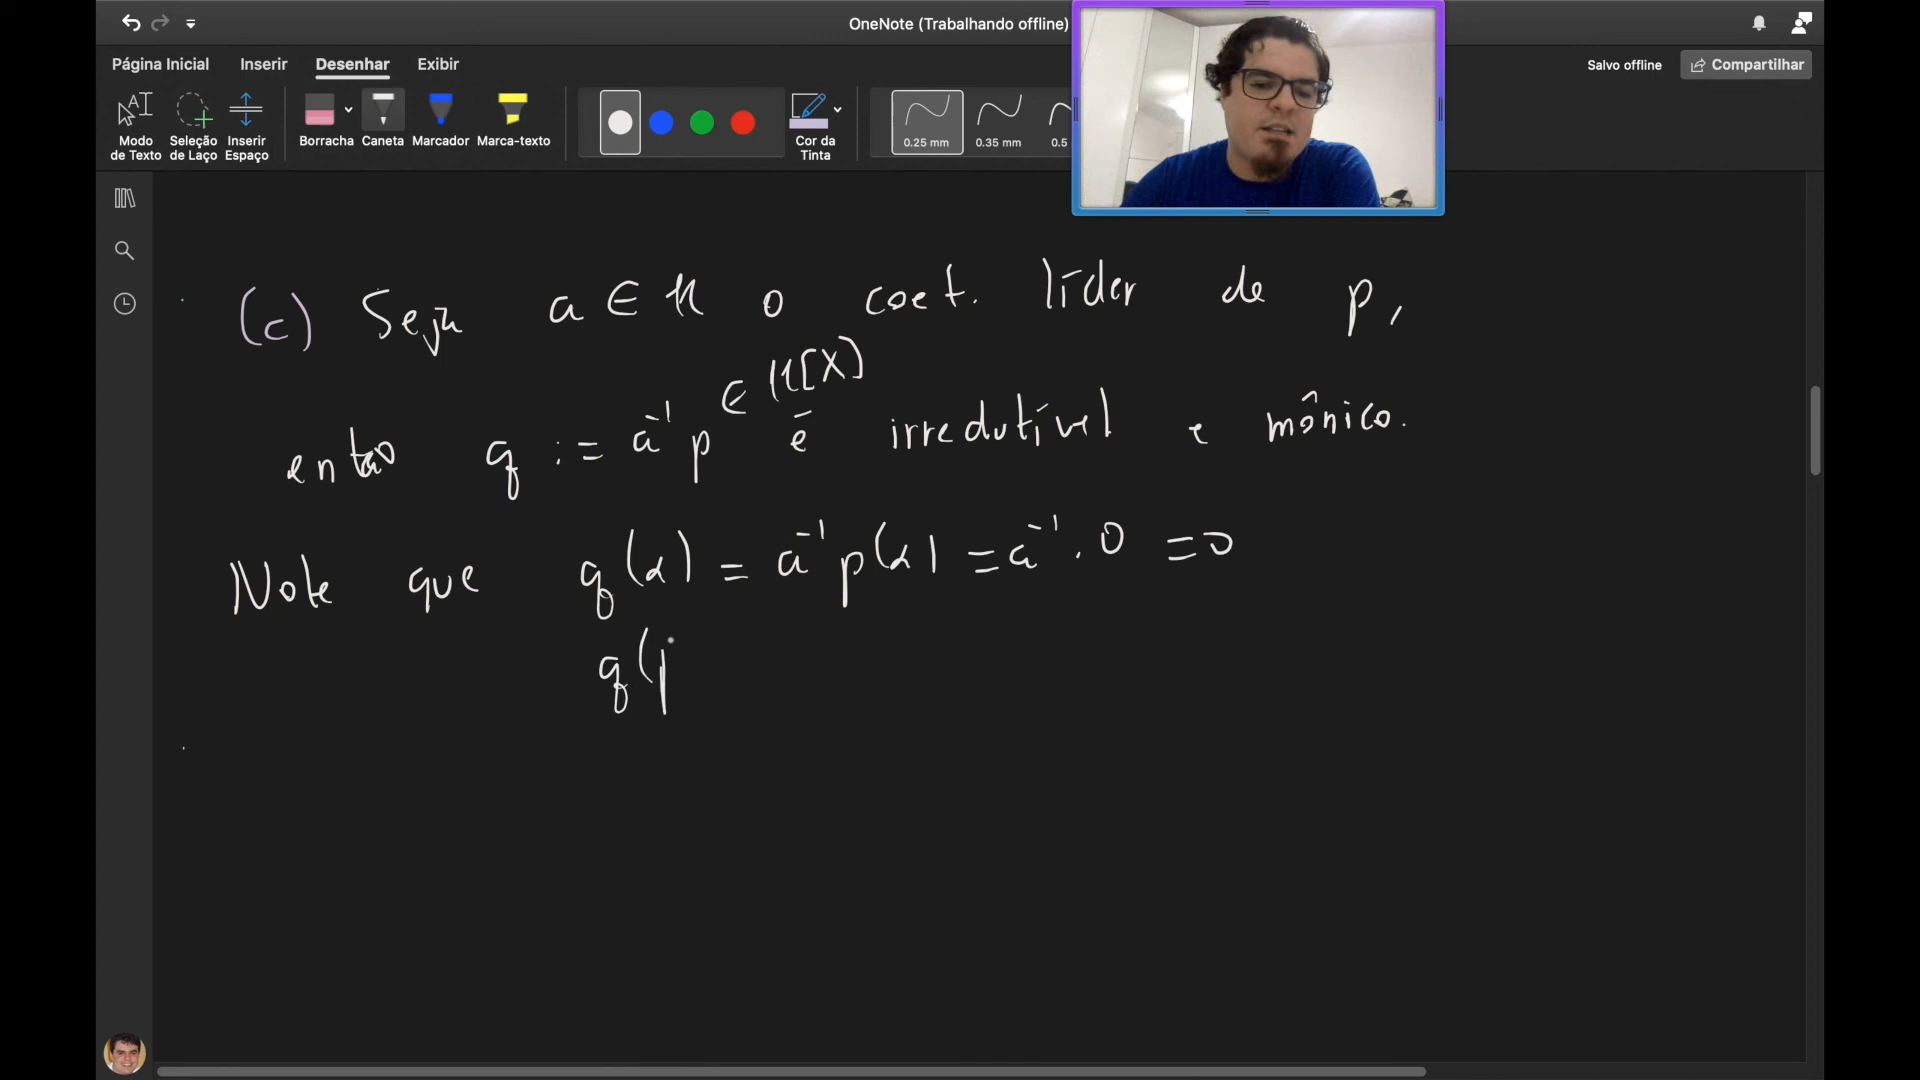 OneNote (Trabalhando offline)
Página Inicial Inserir Desenhar Exibir
Salvo offline Compartilhar
Modo de Texto Seleção de Laço Inserir Espaço Borracha Caneta Marcador Marca-texto Cor da Tinta 0.25 mm 0.35 mm 0.5
(c) Seja a ∈ K o coef. líder de p,
então q := a⁻¹p ∈ K[X] é irredutível e mônico.
Note que q(α) = a⁻¹p(α) = a⁻¹.0 = 0
q(